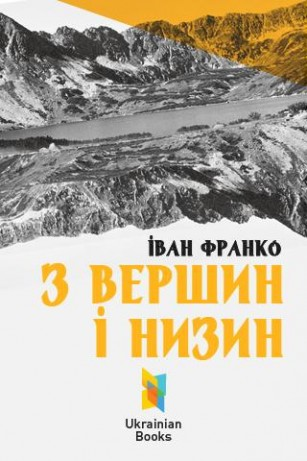 ІВАН ФРАНКО
З ВЕРШИН
І НИЗИН
Ukrainian
Books